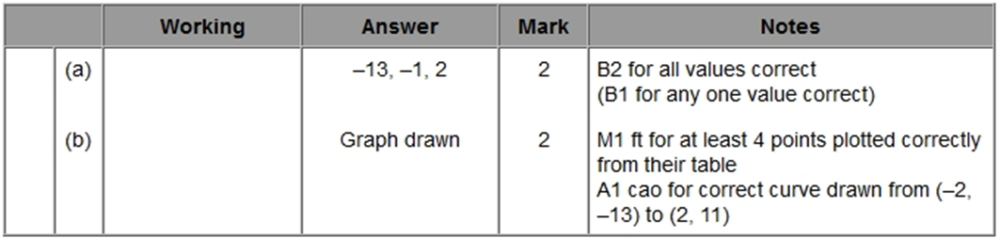 Working Answer Mark Notes
(a) –13, –1, 2 2 B2 for all values correct
(B1 for any one value correct)
(b) Graph drawn 2 M1 ft for at least 4 points plotted correctly
from their table
A1 cao for correct curve drawn from (–2,
–13) to (2, 11)